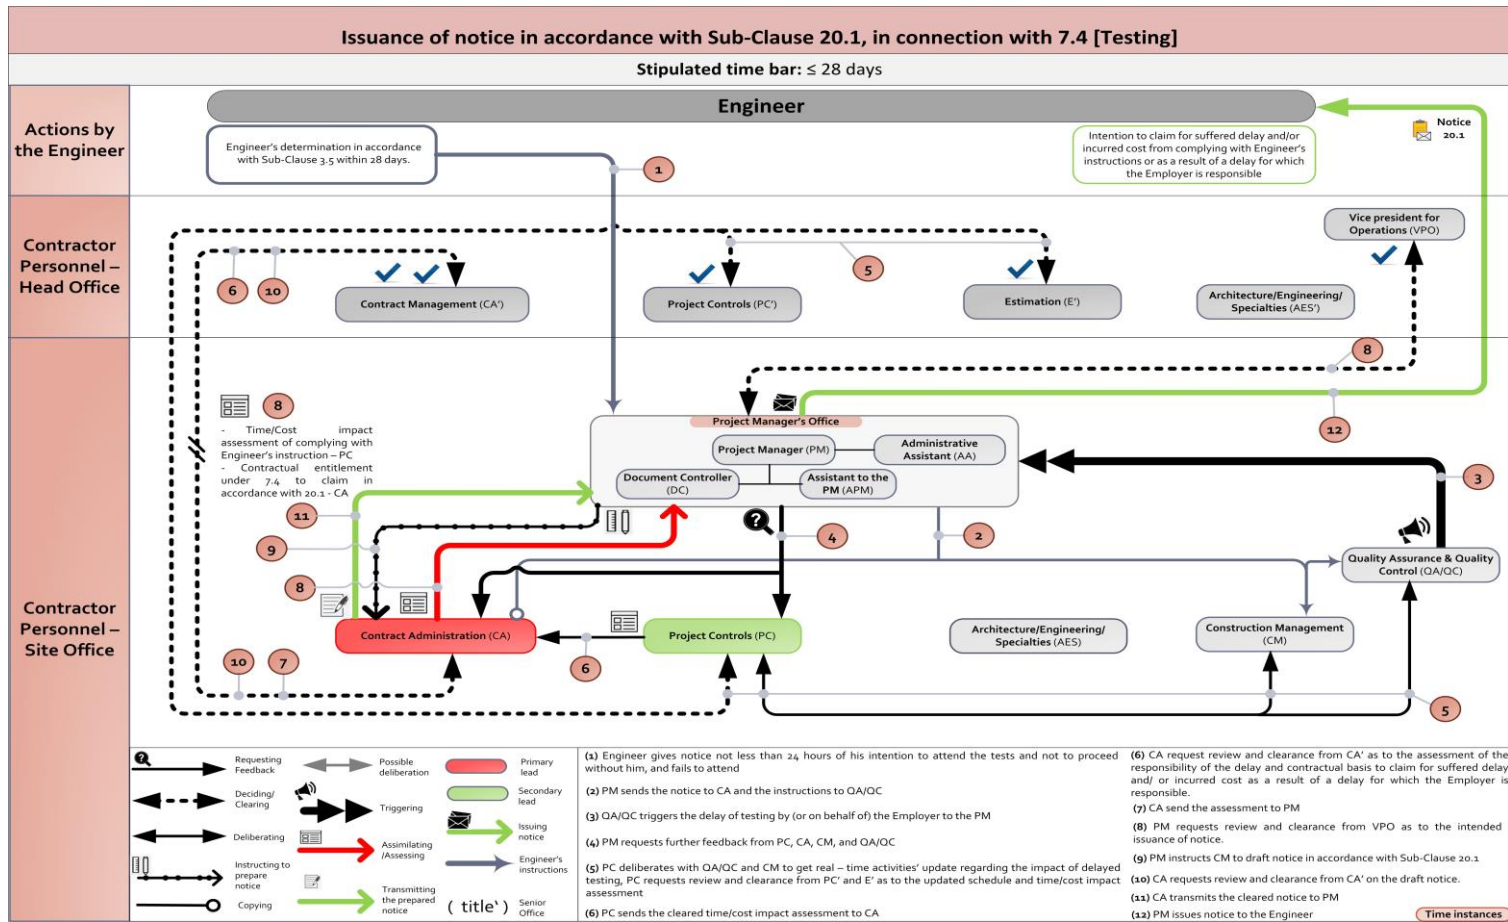 Issuance of notice in accordance with Sub-Clause 20.1, in connection with 7.4 [Testing]
Stipulated time bar: ≤ 28 days
Actions by
the Engineer
Engineer
Engineer's determination in accordance
with Sub-Clause 3.5 within 28 days.
1
Intention to claim for suffered delay and/or
incurred cost from complying with Engineer's
instructions or as a result of a delay for which
the Employer is responsible
Notice
20.1
Contractor
Personnel –
Head Office
6
10
Contract Management (CA')
Project Controls (PC')
5
Estimation (E')
Architecture/Engineering/
Specialties (AES')
Vice president for
Operations (VPO)
Contractor
Personnel –
Site Office
8
12
8
- Time/Cost impact
assessment of complying with
Engineer's instruction – PC
- Contractual entitlement
under 7.4 to claim in
accordance with 20.1 - CA
Project Manager's Office
Project Manager (PM)
Administrative
Assistant (AA)
Document Controller
(DC)
Assistant to the
PM (APM)
3
11
9
8
4
2
Quality Assurance & Quality
Control (QA/QC)
Contract Administration (CA)
6
Project Controls (PC)
Architecture/Engineering/
Specialties (AES)
Construction Management
(CM)
10
7
5
Requesting
Feedback
Deciding/
Clearing
Deliberating
Instructing to
prepare
notice
Copying
Possible
deliberation
Triggering
Assimilating
/Assessing
Transmitting
the prepared
notice
Primary
lead
Secondary
lead
Issuing
notice
Engineer's
instructions
( title‛ )
Senior
Office
(1) Engineer gives notice not less than 24 hours of his intention to attend the tests and not to proceed
without him, and fails to attend
(2) PM sends the notice to CA and the instructions to QA/QC
(3) QA/QC triggers the delay of testing by (or on behalf of) the Employer to the PM
(4) PM requests further feedback from PC, CA, CM, and QA/QC
(5) PC deliberates with QA/QC and CM to get real – time activities' update regarding the impact of delayed
testing, PC requests review and clearance from PC' and E' as to the updated schedule and time/cost impact
assessment
(6) PC sends the cleared time/cost impact assessment to CA
(6) CA request review and clearance from CA' as to the assessment of the
responsibility of the delay and contractual basis to claim for suffered delay
and/ or incurred cost as a result of a delay for which the Employer is
responsible.
(7) CA send the assessment to PM
(8) PM requests review and clearance from VPO as to the intended
issuance of notice.
(9) PM instructs CM to draft notice in accordance with Sub-Clause 20.1
(10) CA requests review and clearance from CA' on the draft notice.
(11) CA transmits the cleared notice to PM
(12) PM issues notice to the Engineer
Time instances